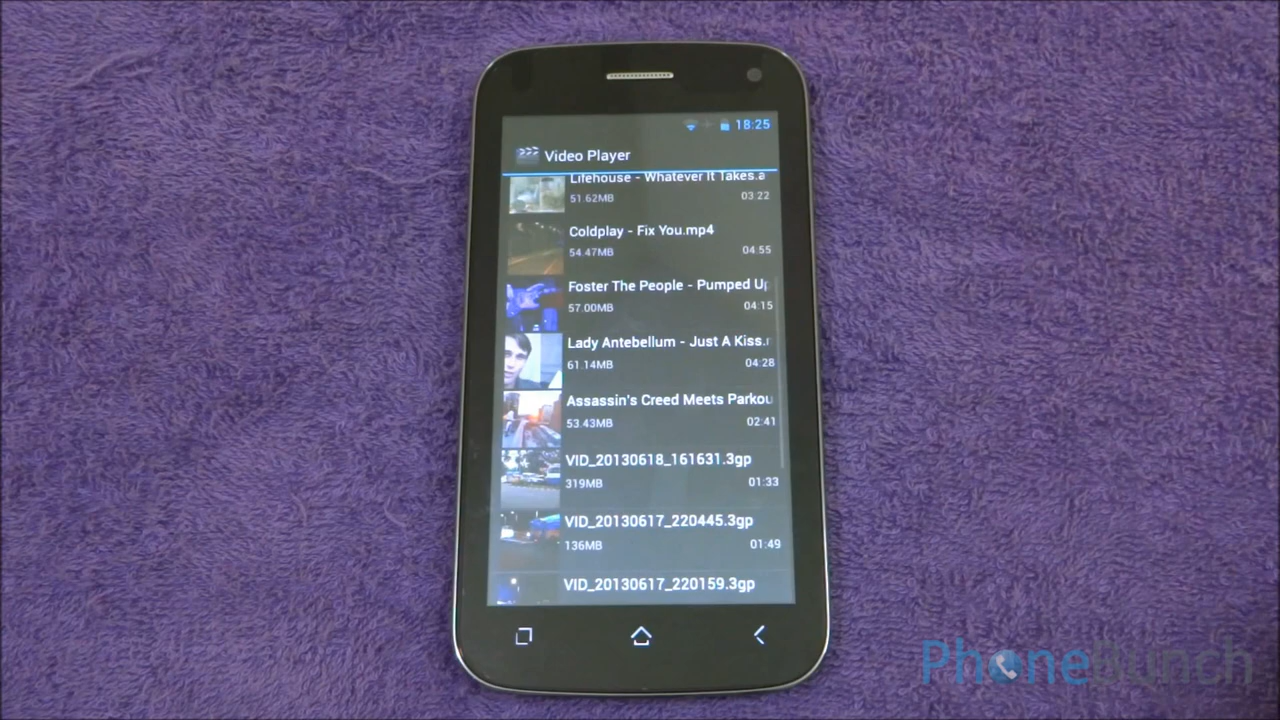 18:25
Video Player
Lifehouse - Whatever It Takes.a
51.62MB 03:22
Coldplay - Fix You.mp4
54.47MB 04:55
Foster The People - Pumped Up
57.00MB 04:15
Lady Antebellum - Just A Kiss.
61.14MB 04:28
Assassin's Creed Meets Parkou
53.43MB 02:41
VID_20130618_161631.3gp
319MB 01:33
VID_20130617_220445.3gp
136MB 01:49
VID_20130617_220159.3gp
PhoneBunch